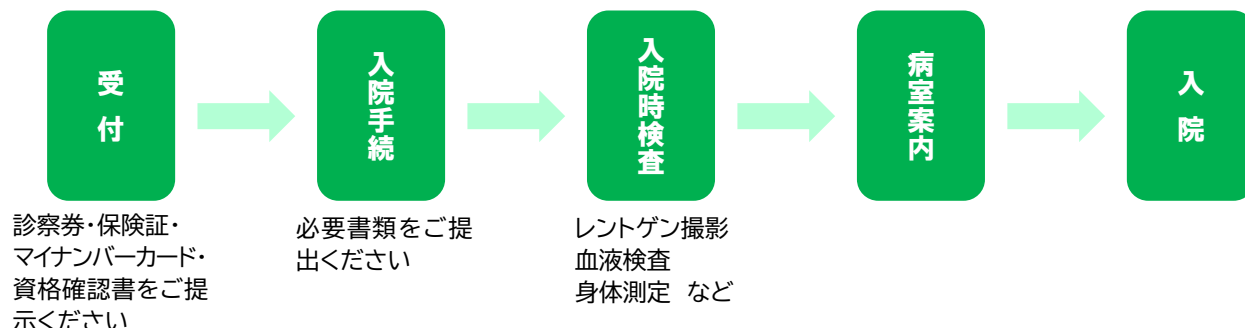 受付
診察券・保険証・
マイナンバーカード・
資格確認書をご提
示ください
入院手続
必要書類をご提
出ください
入院時検査
レントゲン撮影
血液検査
身体測定　など
病室案内
入院